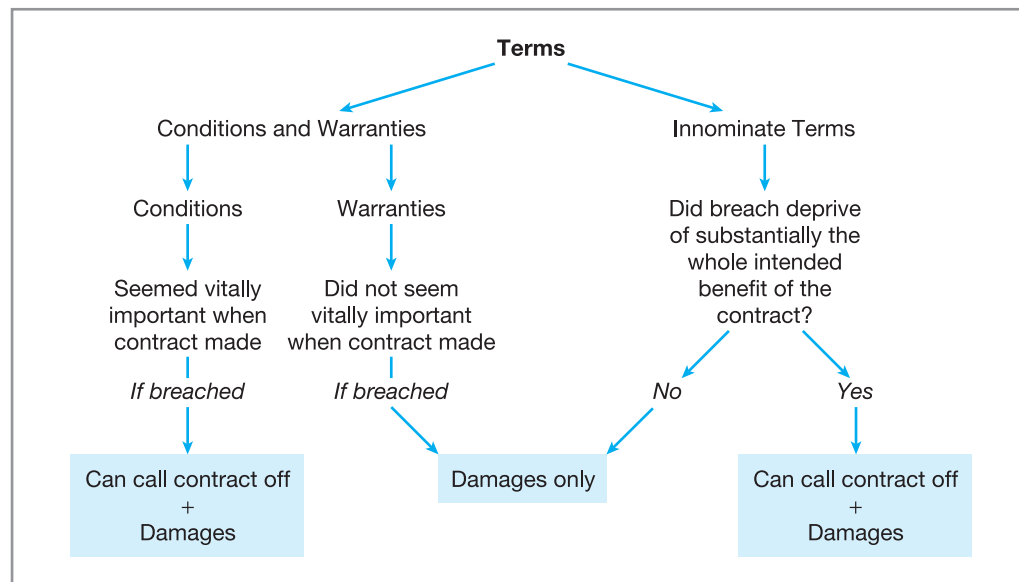 Terms
Conditions and Warranties
Innominate Terms
Conditions
Warranties
Did breach deprive
of substantially the
whole intended
benefit of the
contract?
Seemed vitally
important when
contract made
Did not seem
vitally important
when contract made
If breached
If breached
No
Yes
Can call contract off
+
Damages
Damages only
Can call contract off
+
Damages